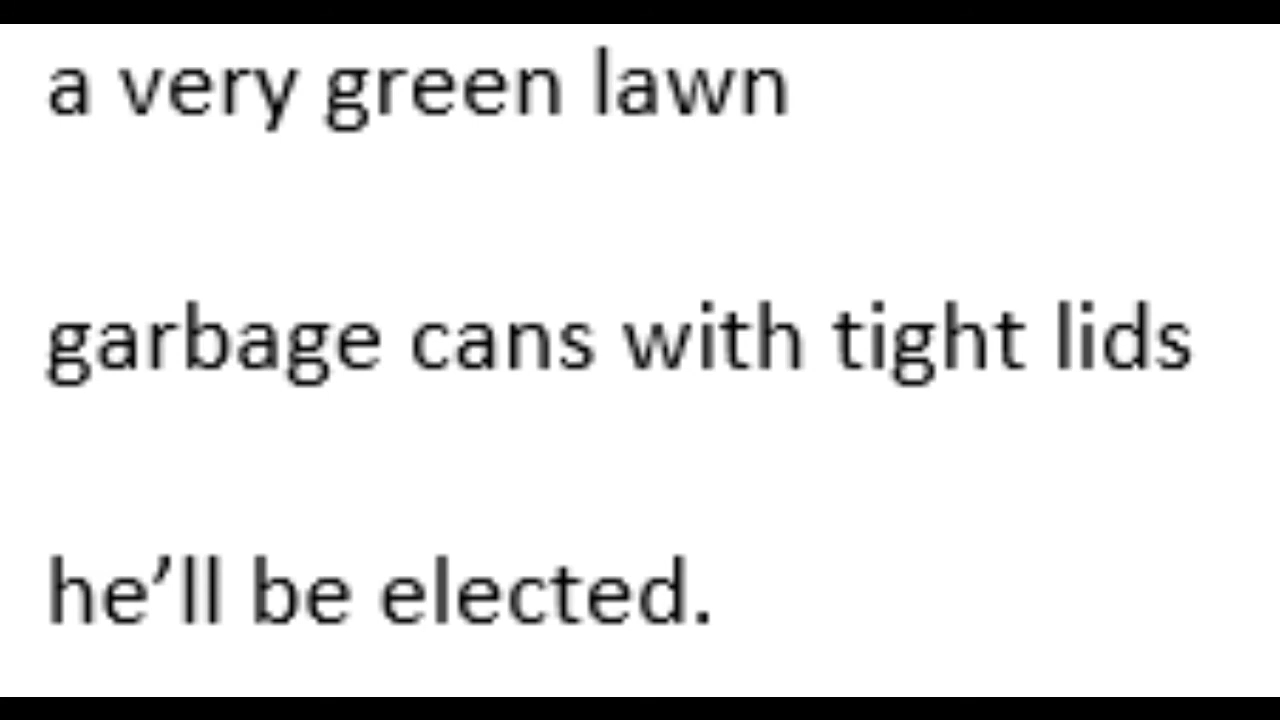 a very green lawn
garbage cans with tight lids
he’ll be elected.